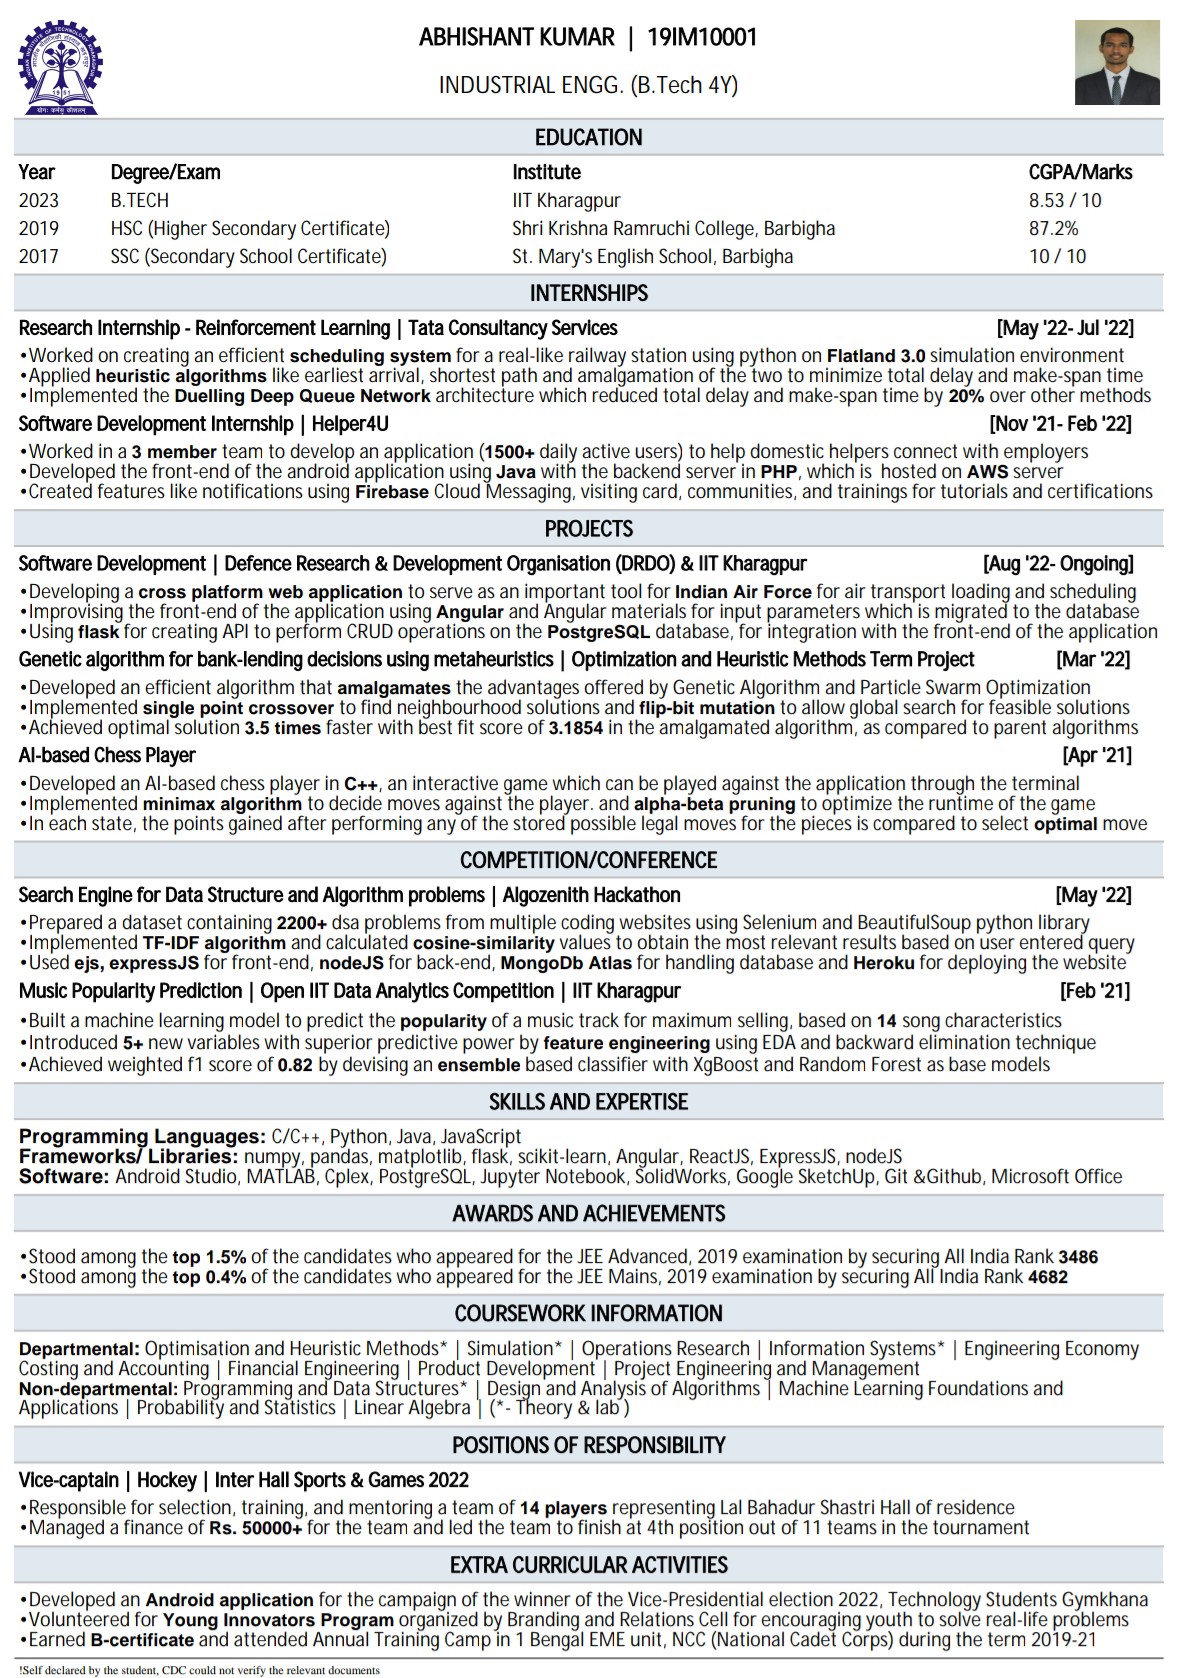 ABHISHANT KUMAR | 19IM10001
INDUSTRIAL ENGG. (B.Tech 4Y)
1951
योगः कर्मसु कौशलम्
EDUCATION
Year Degree/Exam Institute CGPA/Marks
2023 B.TECH IIT Kharagpur 8.53 / 10
2019 HSC (Higher Secondary Certificate) Shri Krishna Ramruchi College, Barbigha 87.2%
2017 SSC (Secondary School Certificate) St. Mary's English School, Barbigha 10 / 10
INTERNSHIPS
Research Internship - Reinforcement Learning | Tata Consultancy Services [May '22- Jul '22]
•Worked on creating an efficient scheduling system for a real-like railway station using python on Flatland 3.0 simulation environment
•Applied heuristic algorithms like earliest arrival, shortest path and amalgamation of the two to minimize total delay and make-span time
•Implemented the Duelling Deep Queue Network architecture which reduced total delay and make-span time by 20% over other methods
Software Development Internship | Helper4U [Nov '21- Feb '22]
•Worked in a 3 member team to develop an application (1500+ daily active users) to help domestic helpers connect with employers
•Developed the front-end of the android application using Java with the backend server in PHP, which is hosted on AWS server
•Created features like notifications using Firebase Cloud Messaging, visiting card, communities, and trainings for tutorials and certifications
PROJECTS
Software Development | Defence Research & Development Organisation (DRDO) & IIT Kharagpur [Aug '22- Ongoing]
•Developing a cross platform web application to serve as an important tool for Indian Air Force for air transport loading and scheduling
•Improvising the front-end of the application using Angular and Angular materials for input parameters which is migrated to the database
•Using flask for creating API to perform CRUD operations on the PostgreSQL database, for integration with the front-end of the application
Genetic algorithm for bank-lending decisions using metaheuristics | Optimization and Heuristic Methods Term Project [Mar '22]
•Developed an efficient algorithm that amalgamates the advantages offered by Genetic Algorithm and Particle Swarm Optimization
•Implemented single point crossover to find neighbourhood solutions and flip-bit mutation to allow global search for feasible solutions
•Achieved optimal solution 3.5 times faster with best fit score of 3.1854 in the amalgamated algorithm, as compared to parent algorithms
AI-based Chess Player [Apr '21]
•Developed an AI-based chess player in C++, an interactive game which can be played against the application through the terminal
•Implemented minimax algorithm to decide moves against the player. and alpha-beta pruning to optimize the runtime of the game
•In each state, the points gained after performing any of the stored possible legal moves for the pieces is compared to select optimal move
COMPETITION/CONFERENCE
Search Engine for Data Structure and Algorithm problems | Algozenith Hackathon [May '22]
•Prepared a dataset containing 2200+ dsa problems from multiple coding websites using Selenium and BeautifulSoup python library
•Implemented TF-IDF algorithm and calculated cosine-similarity values to obtain the most relevant results based on user entered query
•Used ejs, expressJS for front-end, nodeJS for back-end, MongoDb Atlas for handling database and Heroku for deploying the website
Music Popularity Prediction | Open IIT Data Analytics Competition | IIT Kharagpur [Feb '21]
•Built a machine learning model to predict the popularity of a music track for maximum selling, based on 14 song characteristics
•Introduced 5+ new variables with superior predictive power by feature engineering using EDA and backward elimination technique
•Achieved weighted f1 score of 0.82 by devising an ensemble based classifier with XgBoost and Random Forest as base models
SKILLS AND EXPERTISE
Programming Languages: C/C++, Python, Java, JavaScript
Frameworks/ Libraries: numpy, pandas, matplotlib, flask, scikit-learn, Angular, ReactJS, ExpressJS, nodeJS
Software: Android Studio, MATLAB, Cplex, PostgreSQL, Jupyter Notebook, SolidWorks, Google SketchUp, Git &Github, Microsoft Office
AWARDS AND ACHIEVEMENTS
•Stood among the top 1.5% of the candidates who appeared for the JEE Advanced, 2019 examination by securing All India Rank 3486
•Stood among the top 0.4% of the candidates who appeared for the JEE Mains, 2019 examination by securing All India Rank 4682
COURSEWORK INFORMATION
Departmental: Optimisation and Heuristic Methods* | Simulation* | Operations Research | Information Systems* | Engineering Economy
Costing and Accounting | Financial Engineering | Product Development | Project Engineering and Management
Non-departmental: Programming and Data Structures* | Design and Analysis of Algorithms | Machine Learning Foundations and
Applications | Probability and Statistics | Linear Algebra | (*- Theory & lab )
POSITIONS OF RESPONSIBILITY
Vice-captain | Hockey | Inter Hall Sports & Games 2022
•Responsible for selection, training, and mentoring a team of 14 players representing Lal Bahadur Shastri Hall of residence
•Managed a finance of Rs. 50000+ for the team and led the team to finish at 4th position out of 11 teams in the tournament
EXTRA CURRICULAR ACTIVITIES
•Developed an Android application for the campaign of the winner of the Vice-Presidential election 2022, Technology Students Gymkhana
•Volunteered for Young Innovators Program organized by Branding and Relations Cell for encouraging youth to solve real-life problems
•Earned B-certificate and attended Annual Training Camp in 1 Bengal EME unit, NCC (National Cadet Corps) during the term 2019-21
!Self declared by the student, CDC could not verify the relevant documents